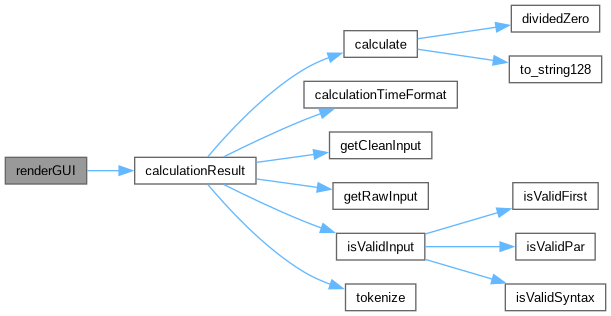 renderGUI
calculationResult
calculate
dividedZero
to_string128
calculationTimeFormat
getCleanInput
getRawInput
isValidInput
isValidFirst
isValidPar
isValidSyntax
tokenize